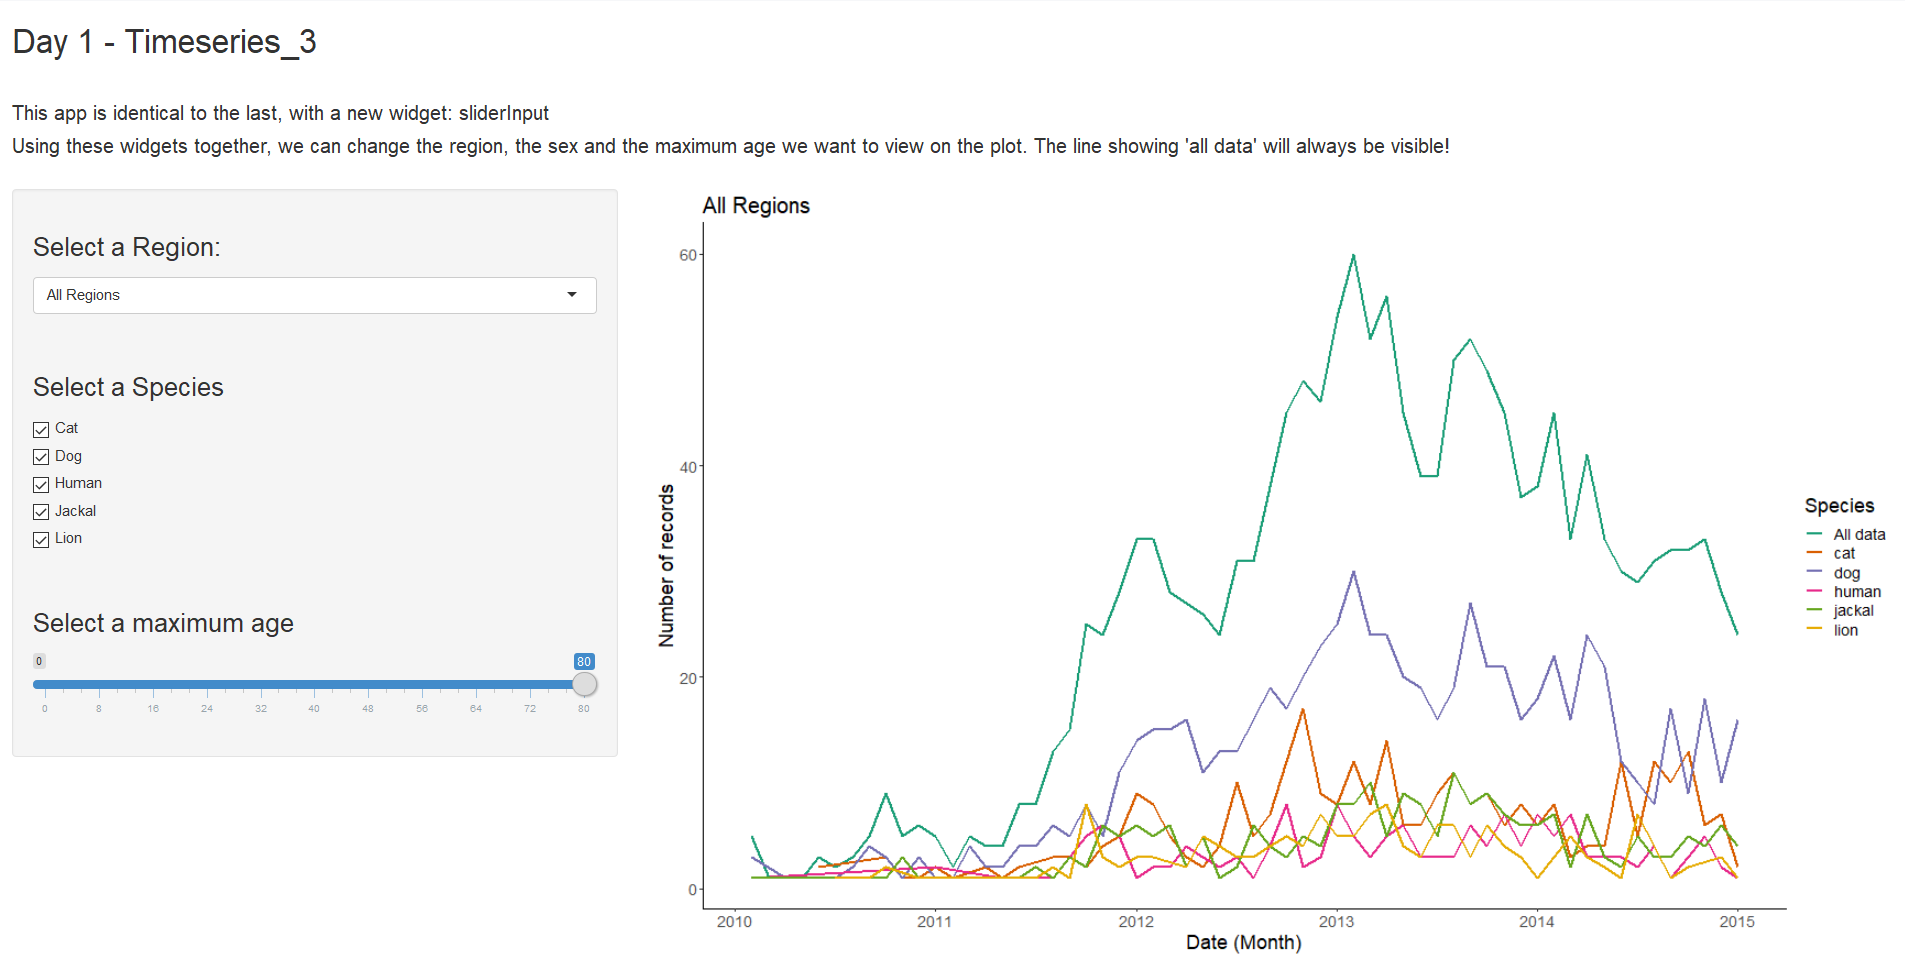 Day 1 - Timeseries_3
This app is identical to the last, with a new widget: sliderInput
Using these widgets together, we can change the region, the sex and the maximum age we want to view on the plot. The line showing 'all data' will always be visible!
Select a Region:
All Regions
Select a Species
Cat
Dog
Human
Jackal
Lion
Select a maximum age
0 80
0 8 16 24 32 40 48 56 64 72 80
All Regions
Number of records
60
40
20
0
2010 2011 2012 2013 2014 2015
Date (Month)
Species
All data
cat
dog
human
jackal
lion